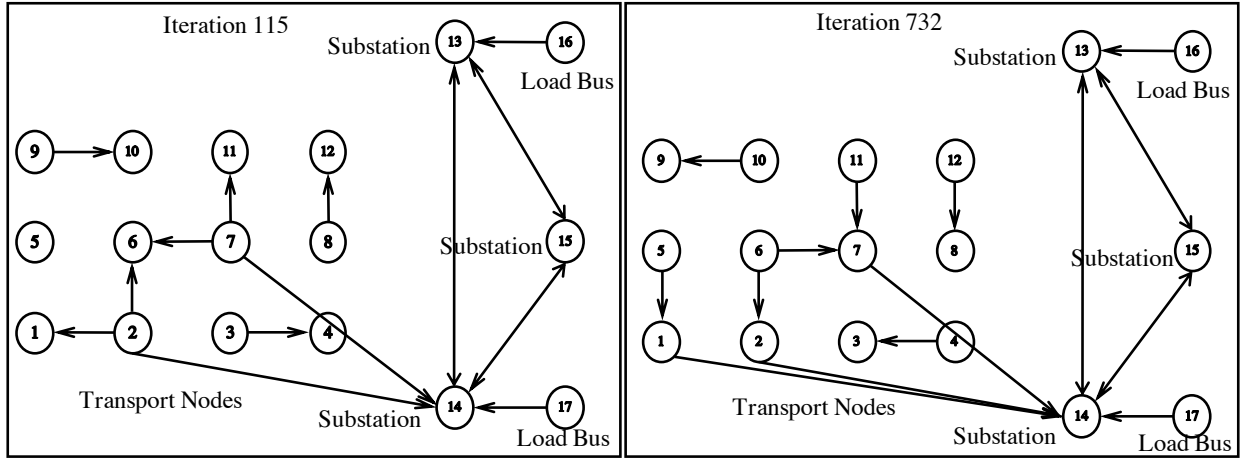 Iteration 115
13
16
Substation
Load Bus
9
10
11
12
5
6
7
8
Substation
15
1
2
3
4
Transport Nodes
Substation
14
17
Load Bus
Iteration 732
13
16
Substation
Load Bus
9
10
11
12
5
6
7
8
Substation
15
1
2
3
4
Transport Nodes
14
17
Substation
Load Bus